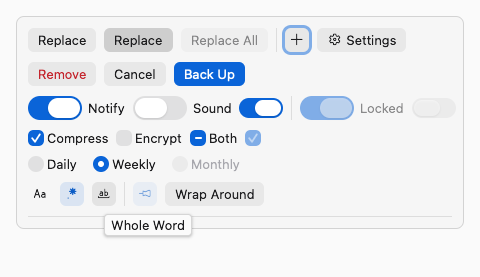 Replace Replace Replace All + Settings
Remove Cancel Back Up
Notify Sound Locked
Compress Encrypt Both
Daily Weekly Monthly
Aa .* ab Wrap Around
Whole Word